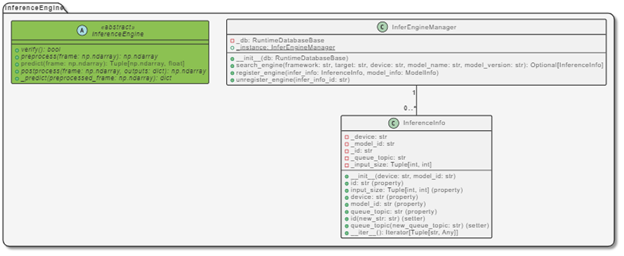 InferenceEngine
A
«abstract»
InferenceEngine
verify(): bool
preprocess(frame: np.ndarray): np.ndarray
predict(frame: np.ndarray): Tuple[np.ndarray, float]
postprocess(frame: np.ndarray, outputs: dict): np.ndarray
_predict(preprocessed_frame: np.ndarray): dict
C InferEngineManager
_db: RuntimeDatabaseBase
_instance: InferEngineManager
__init__(db: RuntimeDatabaseBase)
search_engine(framework: str, target: str, device: str, model_name: str, model_version: str): Optional[InferenceInfo]
register_engine(infer_info: InferenceInfo, model_info: ModelInfo)
unregister_engine(infer_info_id: str)
1
0..*
C InferenceInfo
_device: str
_model_id: str
_id: str
_queue_topic: str
_input_size: Tuple[int, int]
__init__(device: str, model_id: str)
id: str (property)
input_size: Tuple[int, int] (property)
device: str (property)
model_id: str (property)
queue_topic: str (property)
id(new_str: str) (setter)
queue_topic(new_queue_topic: str) (setter)
__iter__(): Iterator[Tuple[str, Any]]